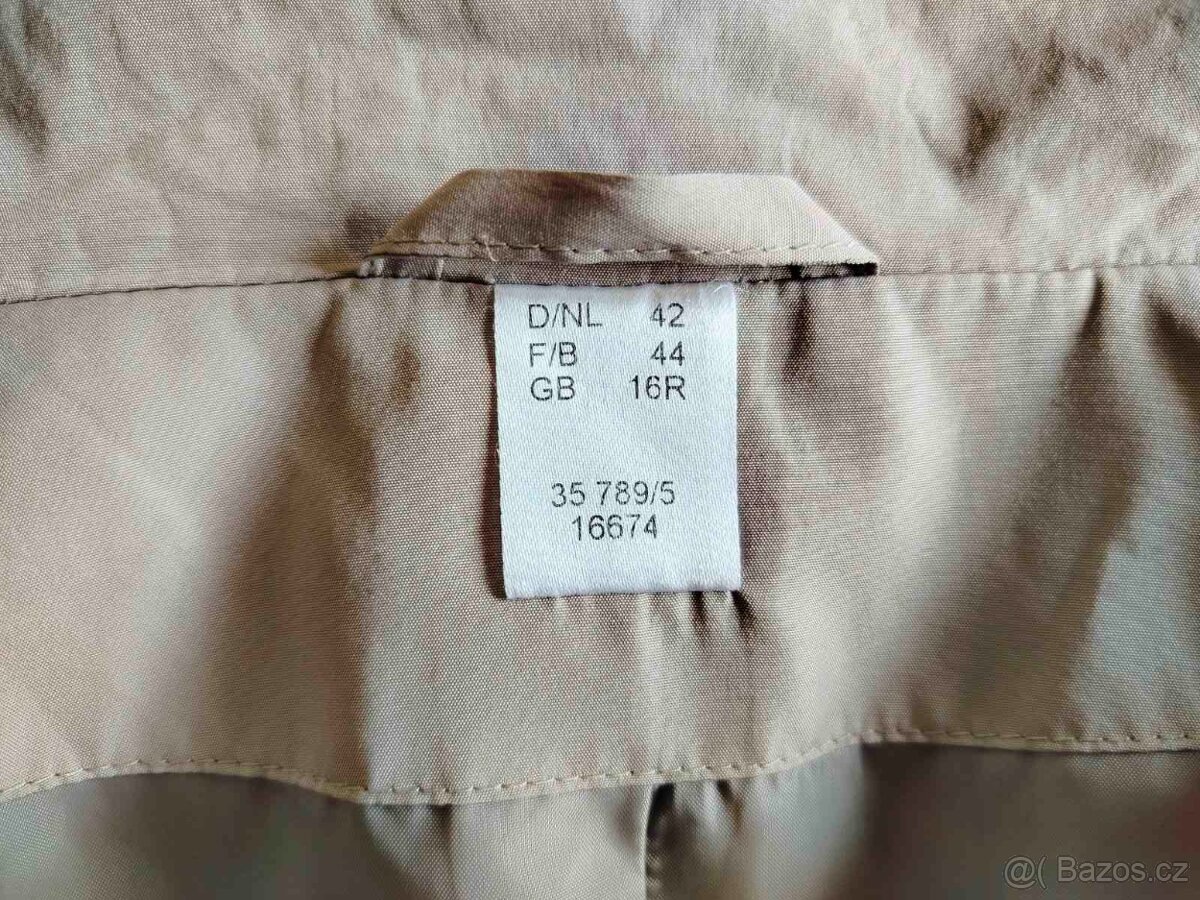 D/NL 42
F/B 44
GB 16R
35 789/5
16674
@( Bazos.cz